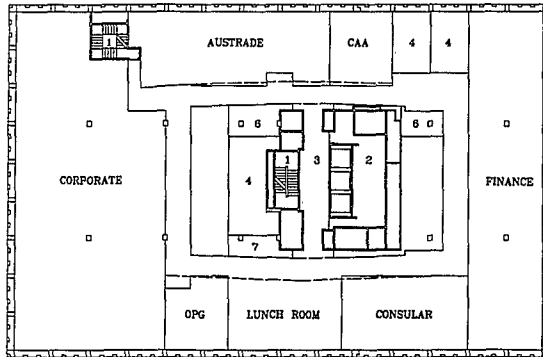 1
AUSTRADE
CAA
4
4
6
6
1
3
2
4
CORPORATE
FINANCE
7
OPG
LUNCH ROOM
CONSULAR